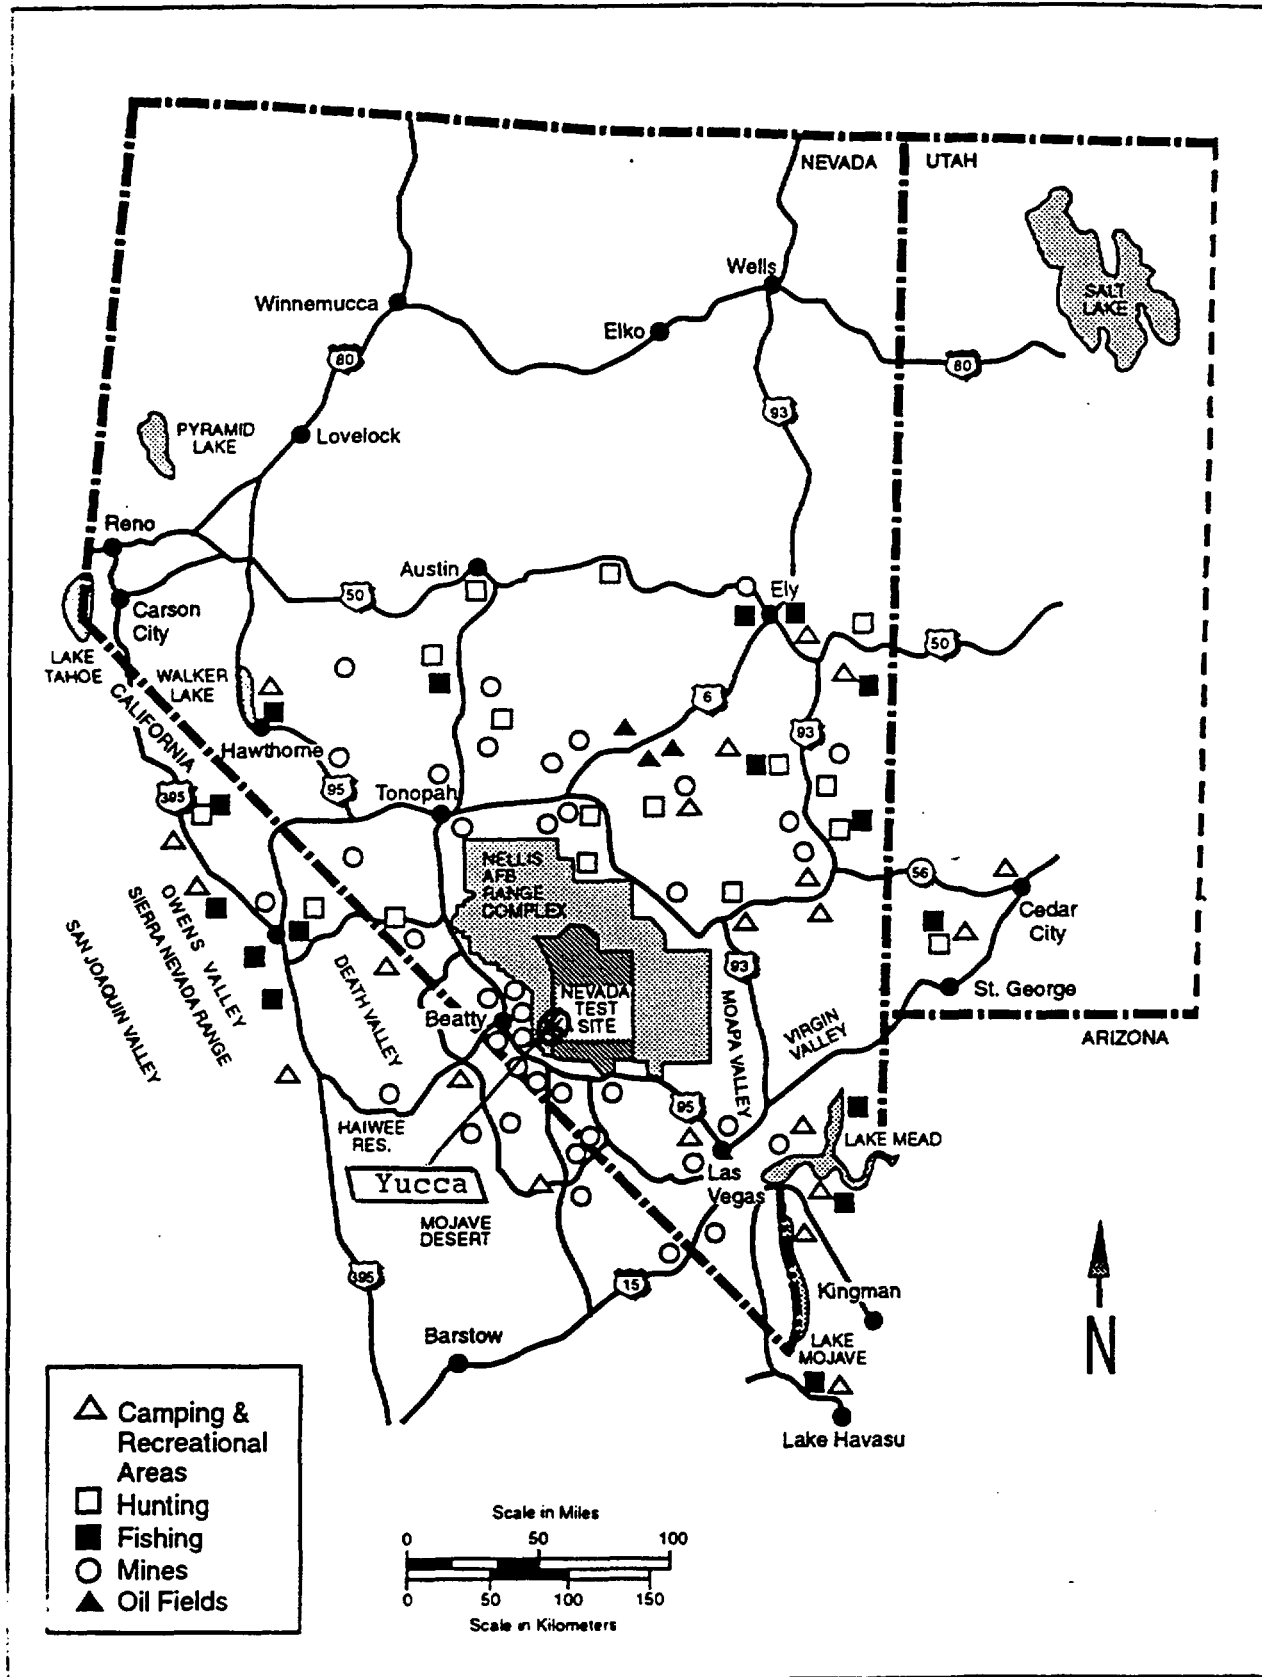 NEVADA
UTAH
Wells
SALT
LAKE
Winnemucca
Elko
80
80
93
PYRAMID
LAKE
Lovelock
Reno
Austin
50
Ely
Carson
City
50
LAKE
TAHOE
WALKER
LAKE
6
CALIFORNIA
93
Hawthorne
395
95
Tonopah
NELLIS
AFB
RANGE
COMPLEX
56
Cedar
City
OWENS VALLEY
SIERRA NEVADA RANGE
SAN JOAQUIN VALLEY
DEATH VALLEY
93
NEVADA
TEST
SITE
MOAPA VALLEY
VIRGIN
VALLEY
St. George
Beatty
ARIZONA
95
HAIWEE
RES.
LAKE MEAD
Las
Vegas
Yucca
MOJAVE
DESERT
395
15
Kingman
Barstow
LAKE
MOJAVE
N
Lake Havasu
Camping &
Recreational
Areas
Hunting
Fishing
Mines
Oil Fields
Scale in Miles
0 50 100
0 50 100 150
Scale in Kilometers